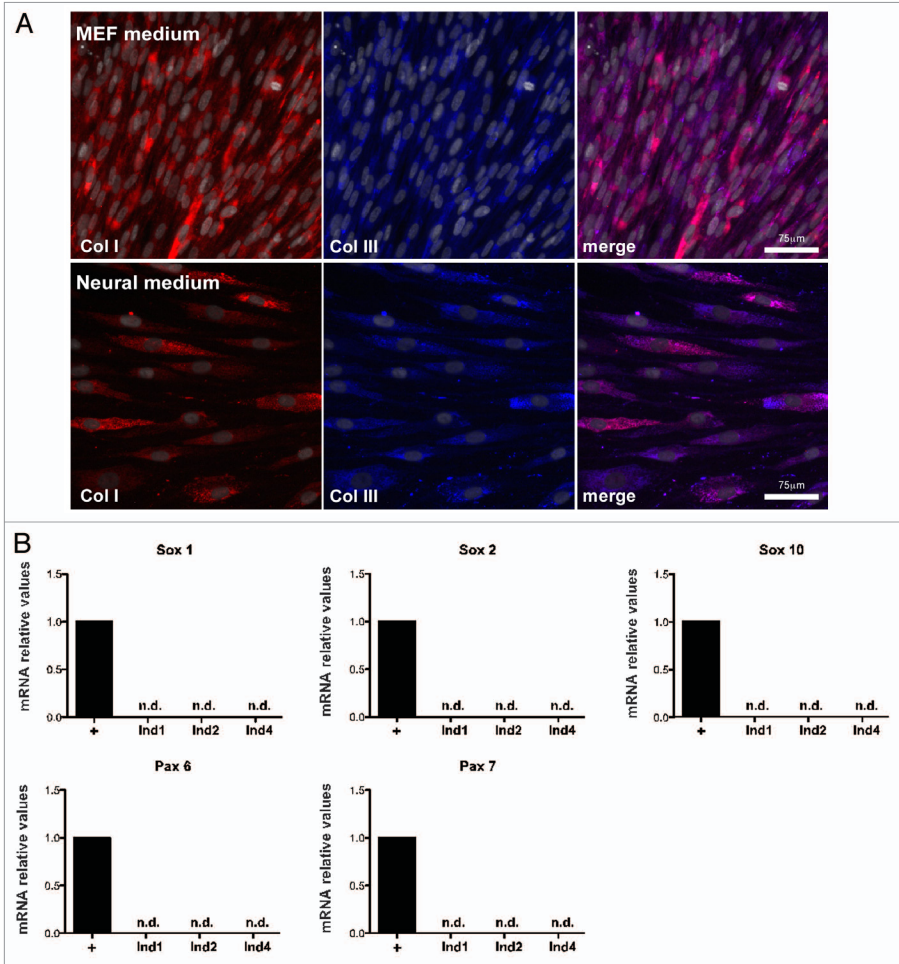 A
MEF medium
Col I
Col III
merge
75µm
Neural medium
Col I
Col III
merge
75µm
B
Sox 1
mRNA relative values
1.5
1.0
0.5
0.0
n.d. n.d. n.d.
+ Ind1 Ind2 Ind4
Sox 2
mRNA relative values
1.5
1.0
0.5
0.0
n.d. n.d. n.d.
+ Ind1 Ind2 Ind4
Sox 10
mRNA relative values
1.5
1.0
0.5
0.0
n.d. n.d. n.d.
+ Ind1 Ind2 Ind4
Pax 6
mRNA relative values
1.5
1.0
0.5
0.0
n.d. n.d. n.d.
+ Ind1 Ind2 Ind4
Pax 7
mRNA relative values
1.5
1.0
0.5
0.0
n.d. n.d. n.d.
+ Ind1 Ind2 Ind4